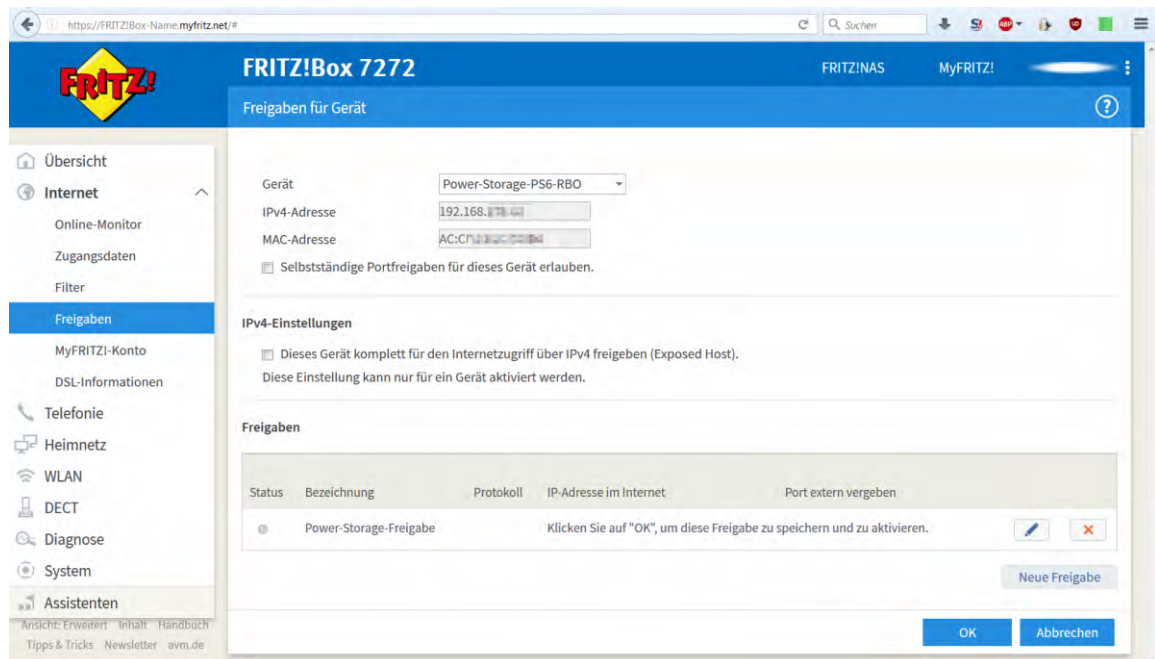 https://FRITZ!Box-Name.myfritz.net/#
Suchen
S!
ABP
FRITZ!
FRITZ!Box 7272
FRITZ!NAS
MyFRITZ!
Freigaben für Gerät
?
Übersicht
Internet
Online-Monitor
Zugangsdaten
Filter
Freigaben
MyFRITZ!-Konto
DSL-Informationen
Telefonie
Heimnetz
WLAN
DECT
Diagnose
System
Assistenten
Ansicht: Erweitert Inhalt Handbuch
Tipps & Tricks Newsletter avm.de
Gerät Power-Storage-PS6-RBO
IPv4-Adresse 192.168.
MAC-Adresse AC:C
Selbstständige Portfreigaben für dieses Gerät erlauben.
IPv4-Einstellungen
Dieses Gerät komplett für den Internetzugriff über IPv4 freigeben (Exposed Host).
Diese Einstellung kann nur für ein Gerät aktiviert werden.
Freigaben
Status Bezeichnung Protokoll IP-Adresse im Internet Port extern vergeben
Power-Storage-Freigabe Klicken Sie auf "OK", um diese Freigabe zu speichern und zu aktivieren.
Neue Freigabe
OK Abbrechen